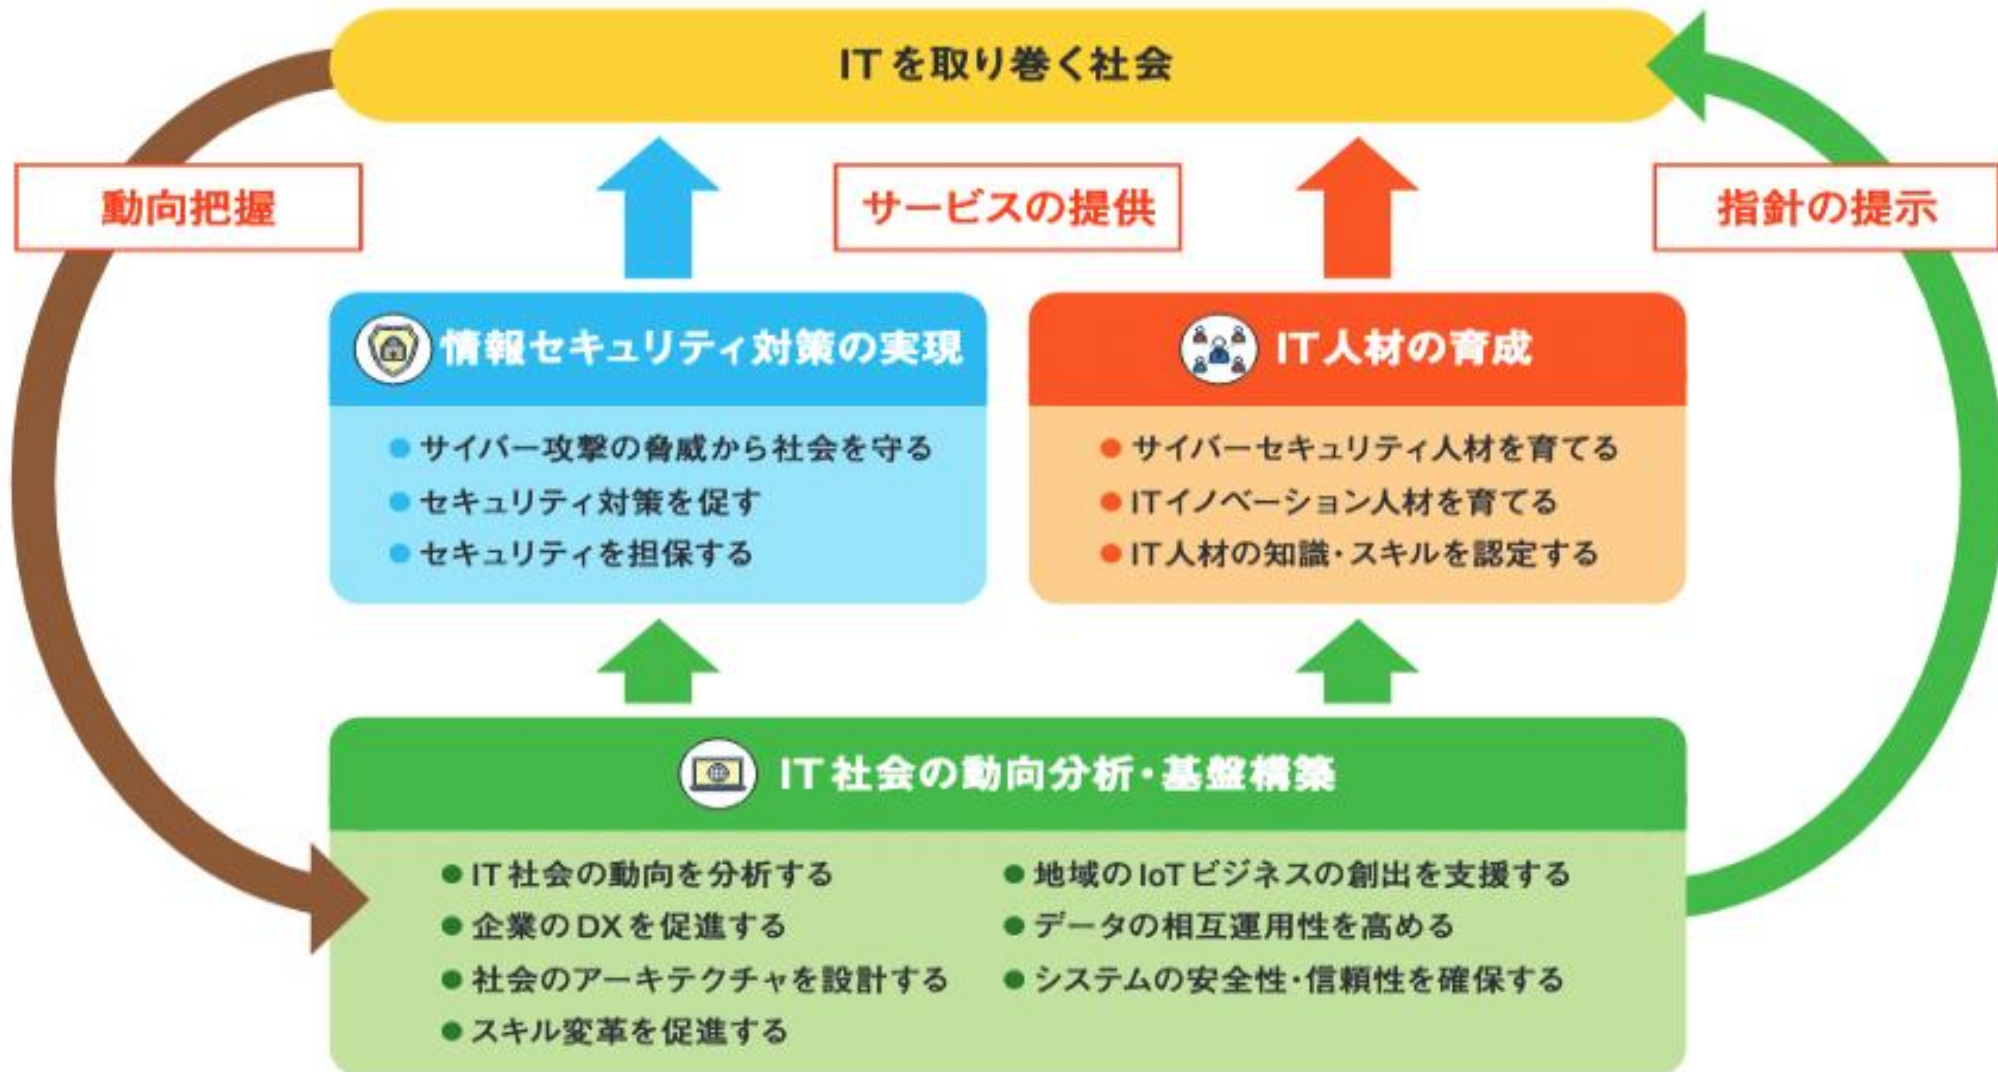 ITを取り巻く社会
動向把握
サービスの提供
指針の提示
情報セキュリティ対策の実現
サイバー攻撃の脅威から社会を守る
セキュリティ対策を促す
セキュリティを担保する
IT人材の育成
サイバーセキュリティ人材を育てる
ITイノベーション人材を育てる
IT人材の知識・スキルを認定する
IT社会の動向分析・基盤構築
IT社会の動向を分析する
企業のDXを促進する
社会のアーキテクチャを設計する
スキル変革を促進する
地域のIoTビジネスの創出を支援する
データの相互運用性を高める
システムの安全性・信頼性を確保する